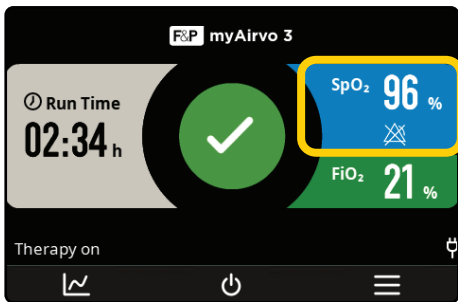 F&P myAirvo 3
Run Time
02:34 h
SpO₂ 96 %
FiO₂ 21 %
Therapy on